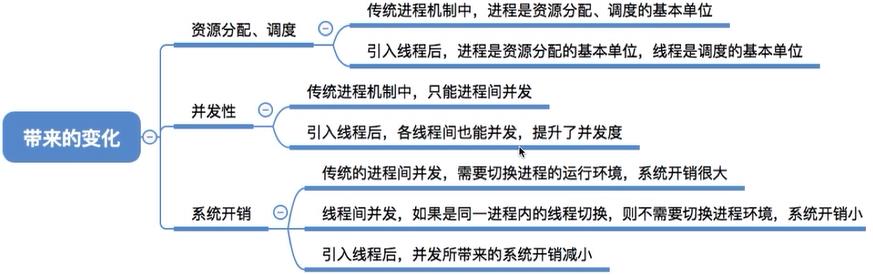 带来的变化
资源分配、调度
传统进程机制中，进程是资源分配、调度的基本单位
引入线程后，进程是资源分配的基本单位，线程是调度的基本单位
并发性
传统进程机制中，只能进程间并发
引入线程后，各线程间也能并发，提升了并发度
系统开销
传统的进程间并发，需要切换进程的运行环境，系统开销很大
线程间并发，如果是同一进程内的线程切换，则不需要切换进程环境，系统开销小
引入线程后，并发所带来的系统开销减小